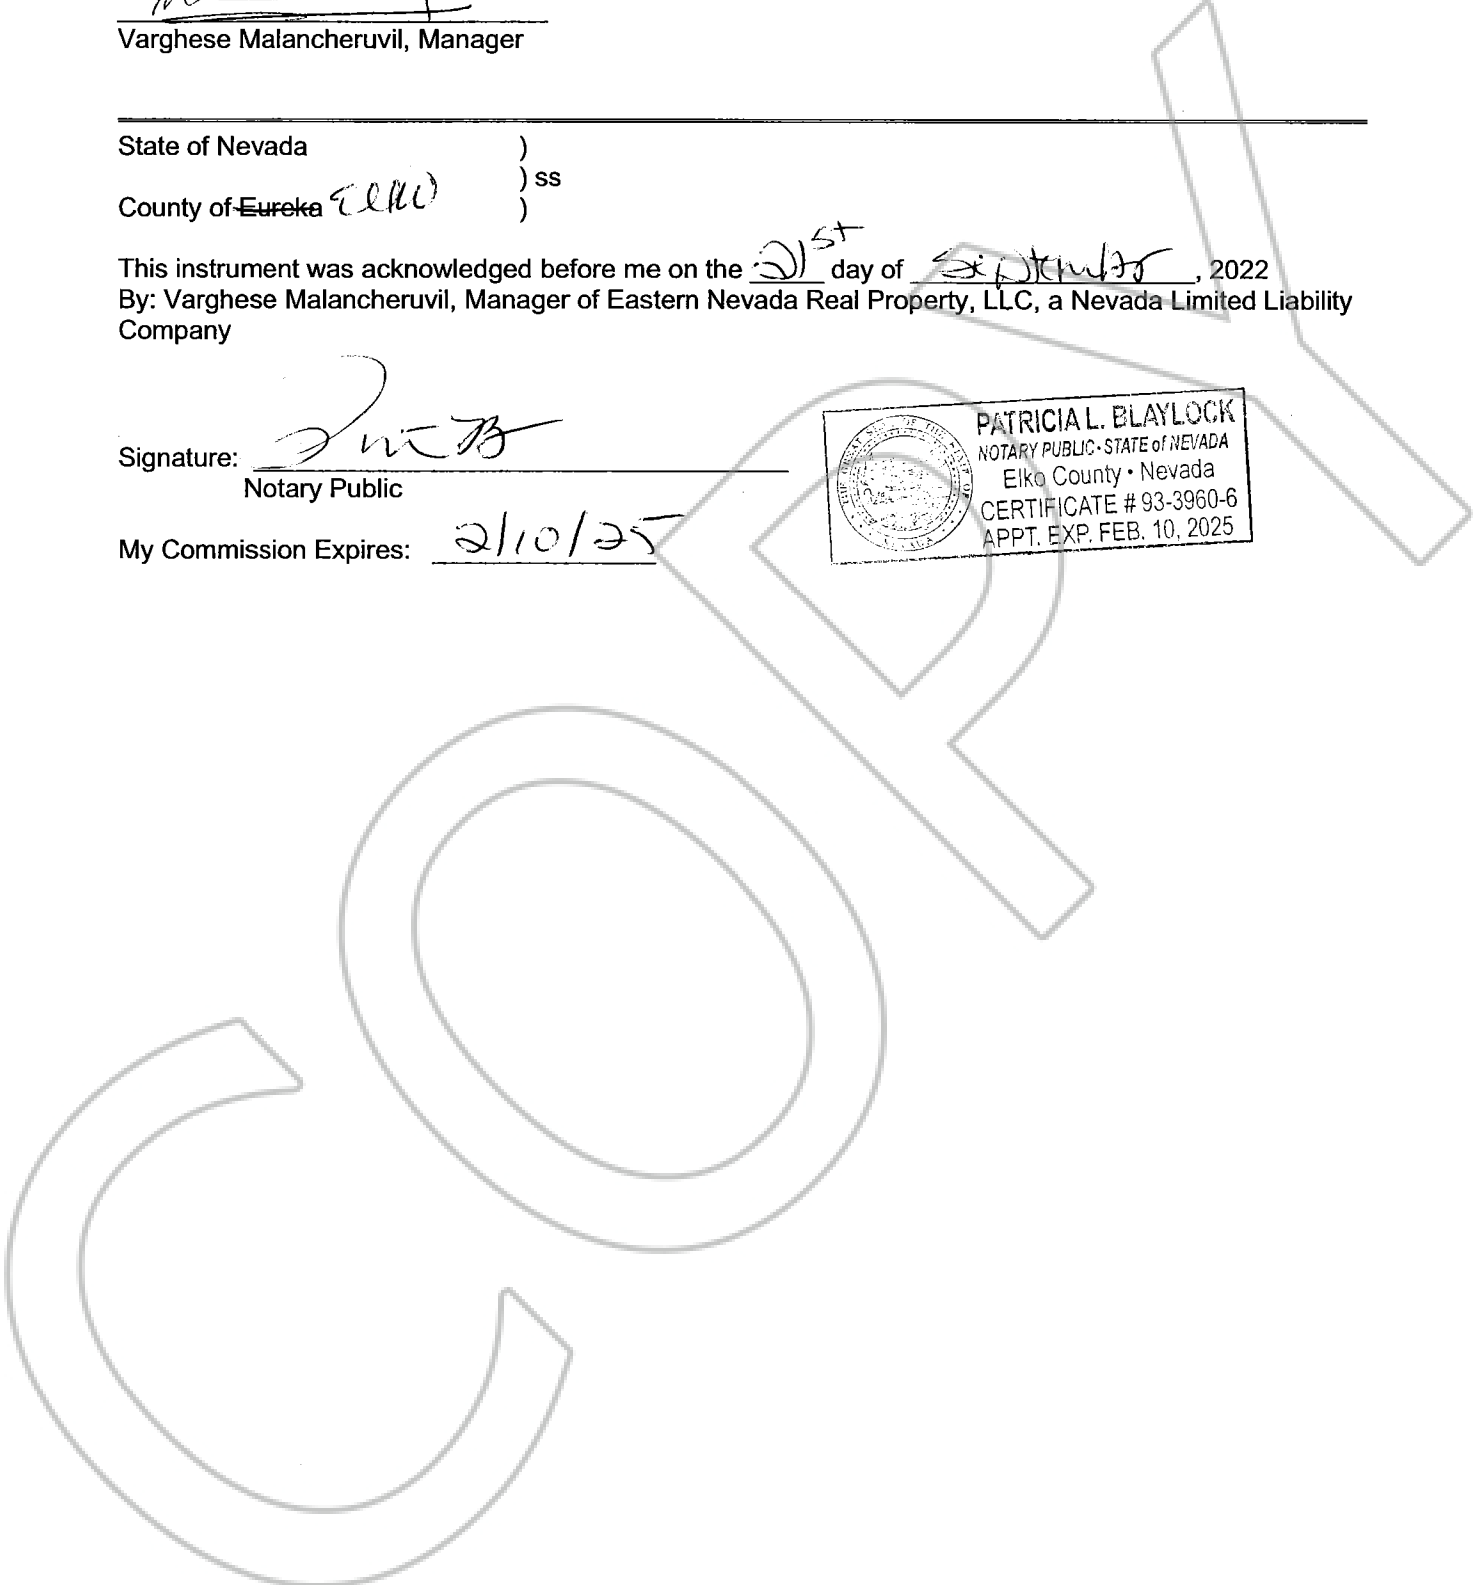 Varghese Malancheruvil, Manager
State of Nevada )
) ss
County of Eureka Elko )
This instrument was acknowledged before me on the 21st day of September, 2022
By: Varghese Malancheruvil, Manager of Eastern Nevada Real Property, LLC, a Nevada Limited Liability
Company
Signature:
Notary Public
My Commission Expires: 2/10/25
PATRICIA L. BLAYLOCK
NOTARY PUBLIC • STATE of NEVADA
Elko County • Nevada
CERTIFICATE # 93-3960-6
APPT. EXP. FEB. 10, 2025
COPY